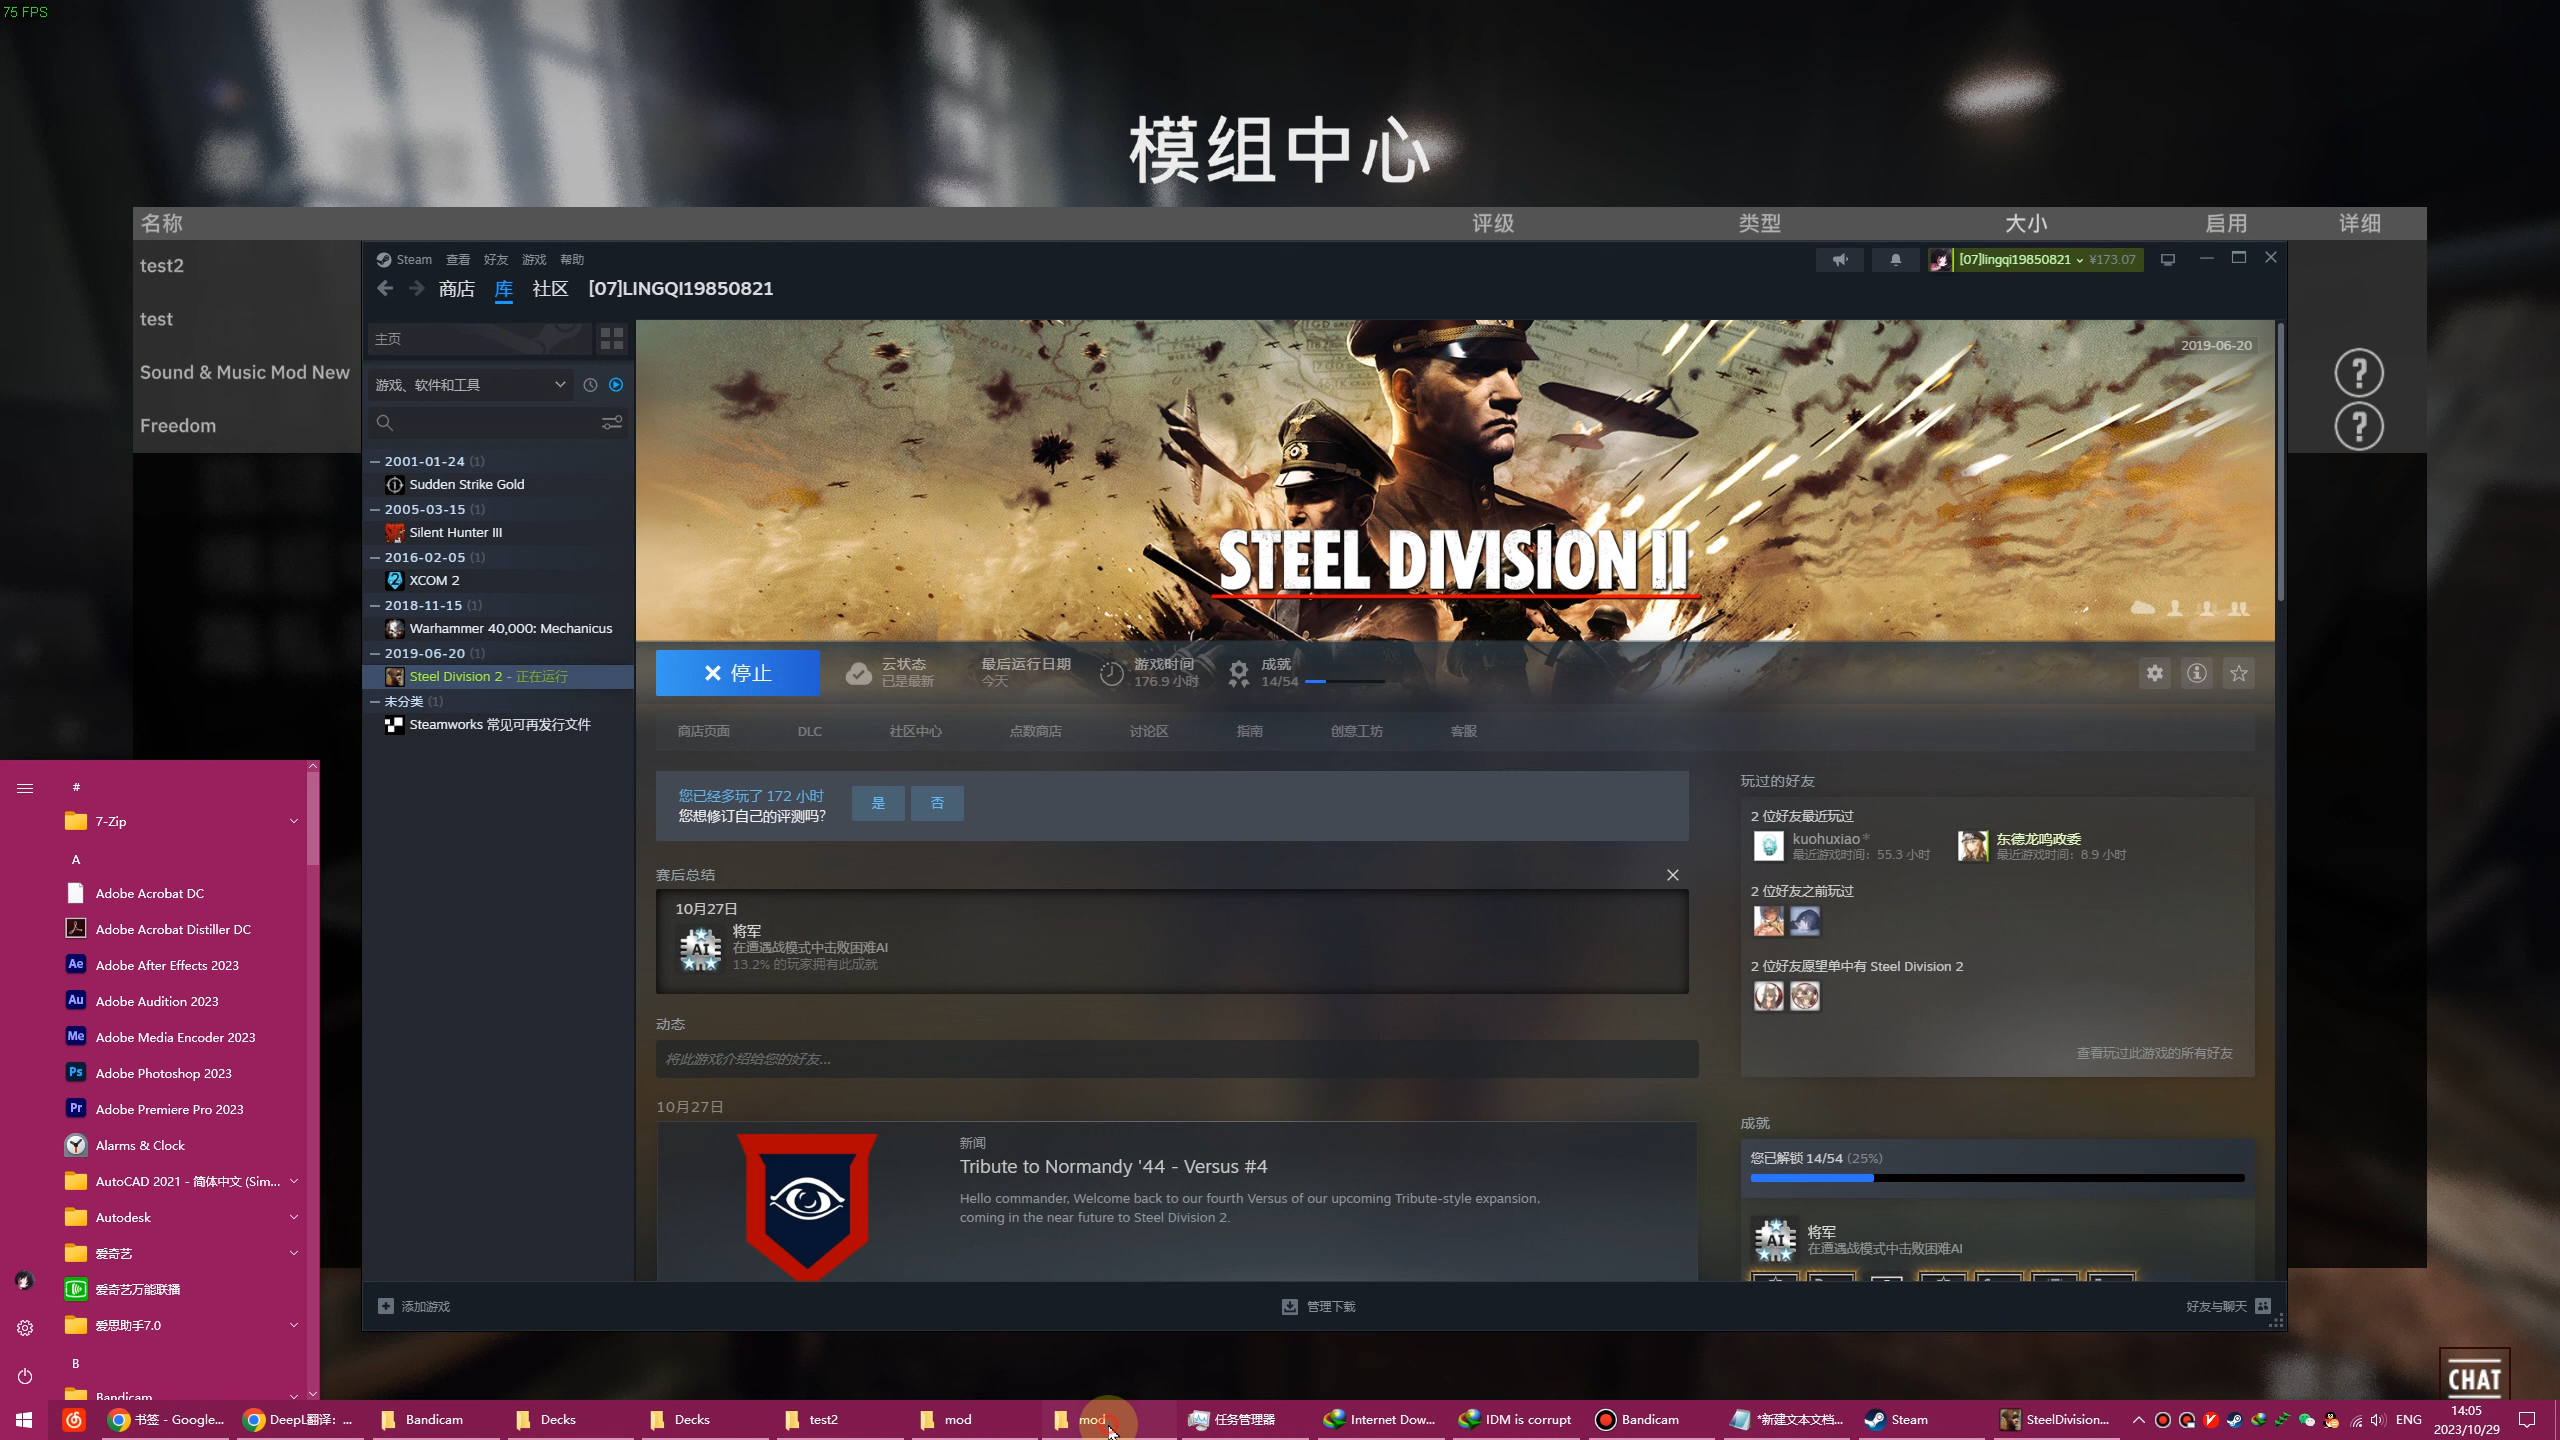 75 FPS
模组中心
名称 评级 类型 大小 启用 详细
test2
test
Sound & Music Mod New
Freedom
Steam 查看 好友 游戏 帮助
[07]lingqi19850821 ¥173.07
商店 库 社区 [07]LINGQI19850821
主页
游戏、软件和工具
2001-01-24 (1)
Sudden Strike Gold
2005-03-15 (1)
Silent Hunter III
2016-02-05 (1)
XCOM 2
2018-11-15 (1)
Warhammer 40,000: Mechanicus
2019-06-20 (1)
Steel Division 2 - 正在运行
未分类 (1)
Steamworks 常见可再发行文件
2019-06-20
STEEL DIVISION II
停止
云状态
已是最新
最后运行日期
今天
游戏时间
176.9 小时
成就
14/54
商店页面 DLC 社区中心 点数商店 讨论区 指南 创意工坊 客服
您已经多玩了 172 小时
您想修订自己的评测吗?
是 否
赛后总结
10月27日
AI
将军
在遭遇战模式中击败困难AI
13.2% 的玩家拥有此成就
动态
将此游戏介绍给您的好友...
10月27日
新闻
Tribute to Normandy '44 - Versus #4
Hello commander, Welcome back to our fourth Versus of our upcoming Tribute-style expansion,
coming in the near future to Steel Division 2.
玩过的好友
2 位好友最近玩过
kuohuxiao*
最近游戏时间: 55.3 小时
东德龙鸣政委
最近游戏时间: 8.9 小时
2 位好友之前玩过
2 位好友愿望单中有 Steel Division 2
查看玩过此游戏的所有好友
成就
您已解锁 14/54 (25%)
AI
将军
在遭遇战模式中击败困难AI
添加游戏 管理下载 好友与聊天
#
7-Zip
A
Adobe Acrobat DC
Adobe Acrobat Distiller DC
Ae Adobe After Effects 2023
Au Adobe Audition 2023
Me Adobe Media Encoder 2023
Ps Adobe Photoshop 2023
Pr Adobe Premiere Pro 2023
Alarms & Clock
AutoCAD 2021 - 简体中文 (Sim...
Autodesk
爱奇艺
爱奇艺万能联播
爱思助手7.0
B
Bandicam
CHAT
书签 - Google... DeepL翻译: ... Bandicam Decks Decks test2 mod mod 任务管理器 Internet Dow... IDM is corrupt Bandicam *新建文本文档... Steam SteelDivision... ENG 14:05
2023/10/29